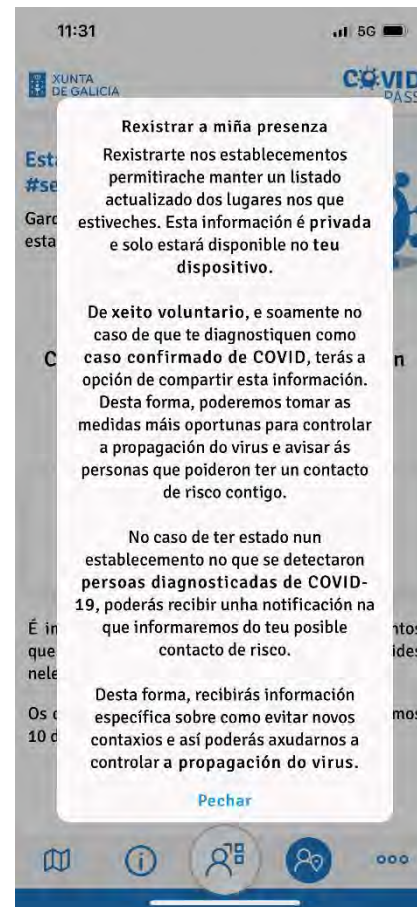 11:31
5G
XUNTA
DE GALICIA
COVID
PASS
Rexistrar a miña presenza
Rexistrarte nos establecementos
permitirache manter un listado
actualizado dos lugares nos que
estiveches. Esta información é privada
e solo estará disponible no teu
dispositivo.
De xeito voluntario, e soamente no
caso de que te diagnostiquen como
caso confirmado de COVID, terás a
opción de compartir esta información.
Desta forma, poderemos tomar as
medidas máis oportunas para controlar
a propagación do virus e avisar ás
personas que poideron ter un contacto
de risco contigo.
No caso de ter estado nun
establecemento no que se detectaron
persoas diagnosticadas de COVID-
19, poderás recibir unha notificación na
que informaremos do teu posible
contacto de risco.
Desta forma, recibirás información
específica sobre como evitar novos
contaxios e así poderás axudarnos a
controlar a propagación do virus.
Pechar